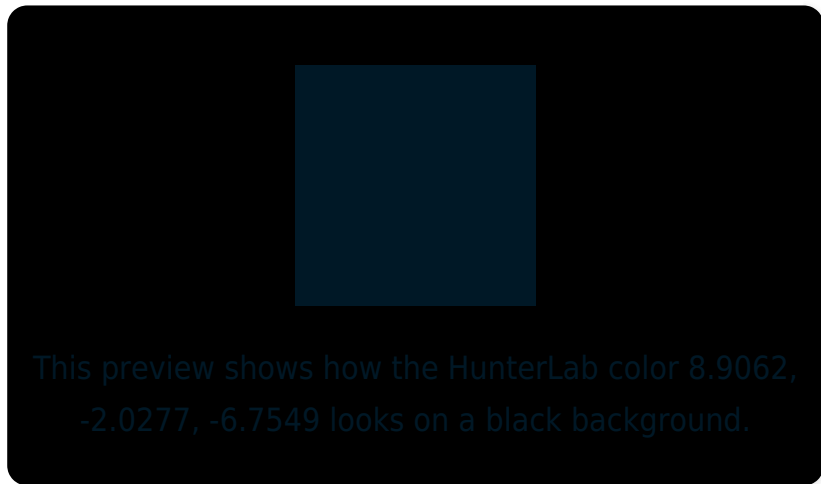 This preview shows how the HunterLab color 8.9062,
-2.0277, -6.7549 looks on a black background.